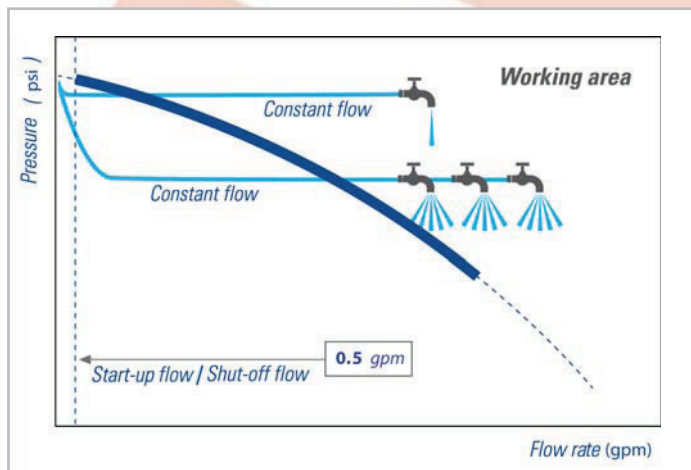 Pressure ( psi )
Working area
Constant flow
Constant flow
0.5 gpm
Start-up flow / Shut-off flow
Flow rate (gpm)